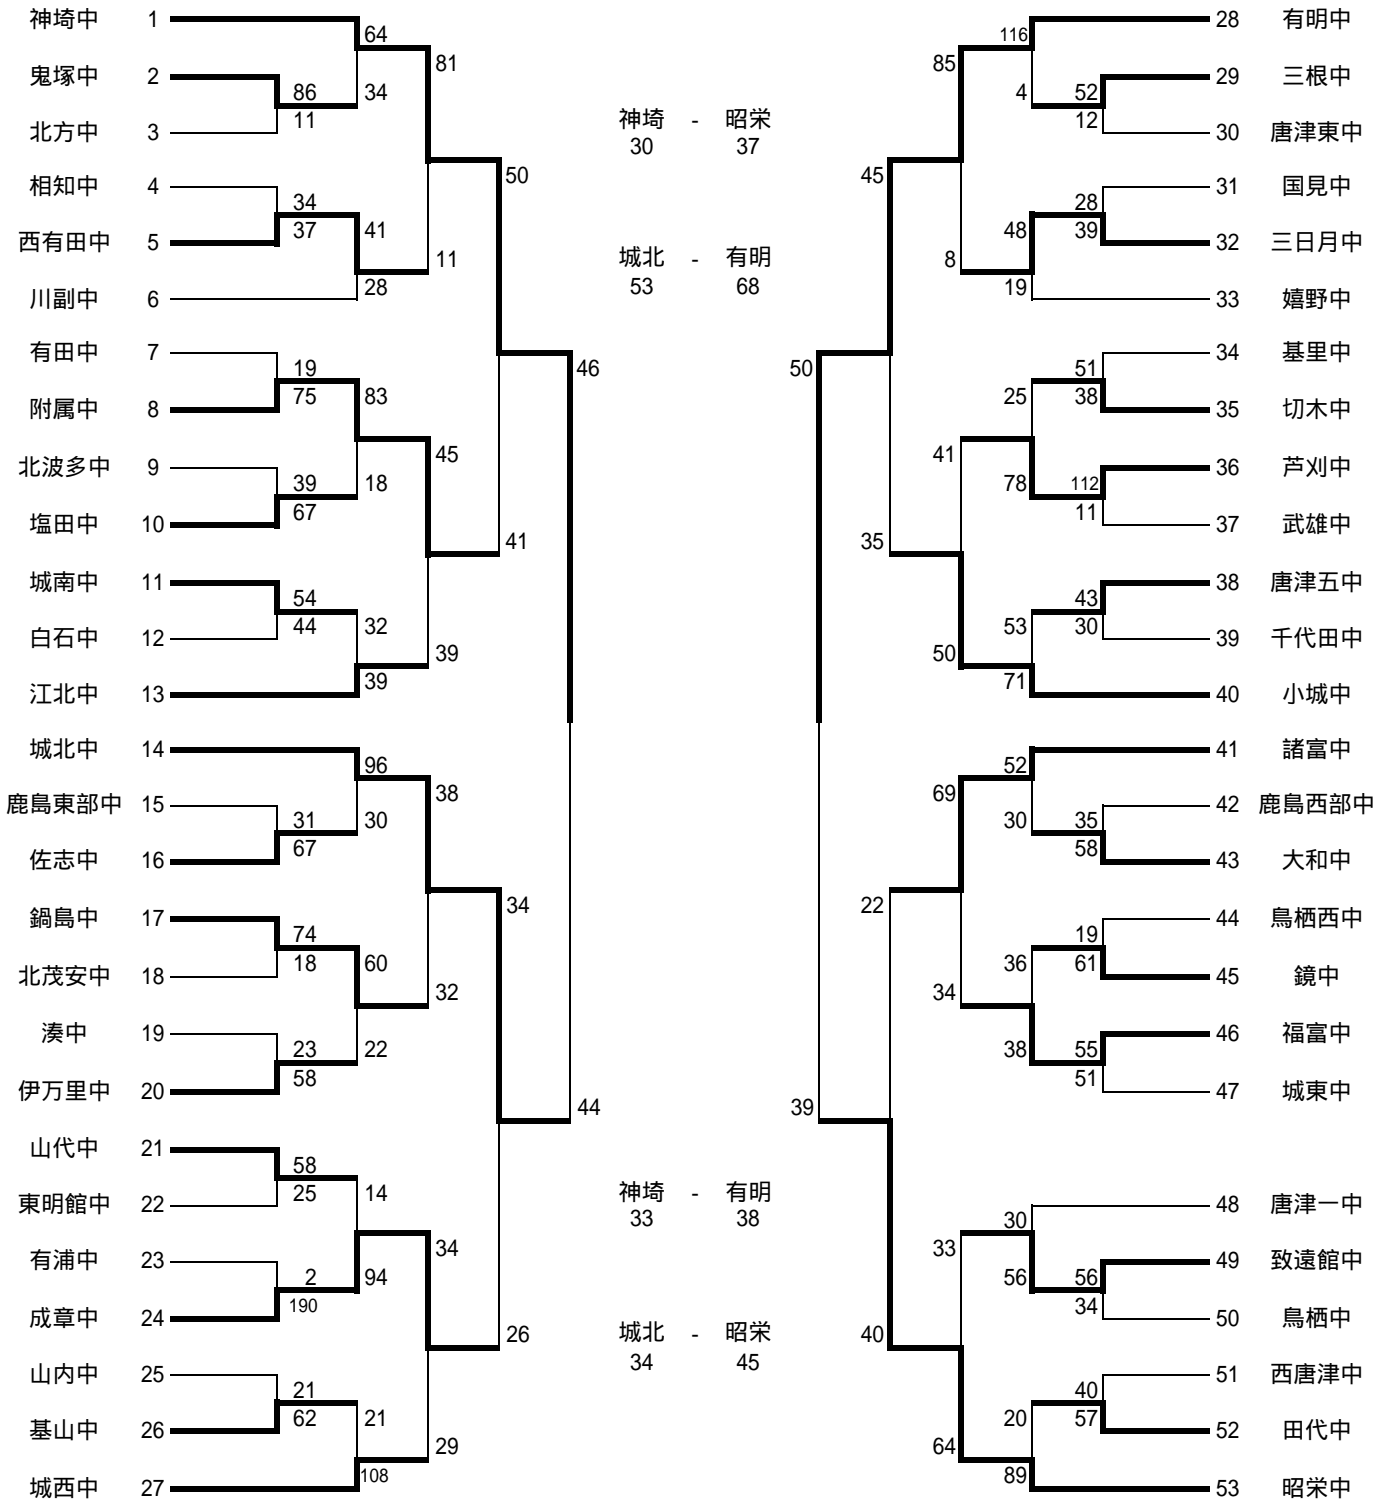 神埼中 1
64
81
鬼塚中 2
86
34
北方中 3
11
相知中 4
34
50
西有田中 5
37
41
11
川副中 6
28
有田中 7
19
46
附属中 8
75
83
45
北波多中 9
39
18
塩田中 10
67
41
城南中 11
54
白石中 12
44
32
39
江北中 13
39
城北中 14
96
38
鹿島東部中 15
31
30
佐志中 16
67
34
鍋島中 17
74
北茂安中 18
18
60
32
湊中 19
23
22
伊万里中 20
58
44
山代中 21
58
東明館中 22
25
14
34
有浦中 23
2
94
成章中 24
190
26
山内中 25
21
基山中 26
62
21
29
城西中 27
108
神埼 - 昭栄
30 37
城北 - 有明
53 68
神埼 - 有明
33 38
城北 - 昭栄
34 45
28 有明中
116
85
29 三根中
52
4
30 唐津東中
12
31 国見中
28
45
32 三日月中
39
48
8
33 嬉野中
19
34 基里中
51
50
35 切木中
38
25
41
36 芦刈中
112
78
37 武雄中
11
35
38 唐津五中
43
39 千代田中
30
53
50
40 小城中
71
41 諸富中
52
69
42 鹿島西部中
35
30
43 大和中
58
22
44 鳥栖西中
19
45 鏡中
61
36
34
46 福富中
55
38
47 城東中
51
39
48 唐津一中
30
33
49 致遠館中
56
56
50 鳥栖中
34
40
51 西唐津中
40
52 田代中
57
20
64
53 昭栄中
89